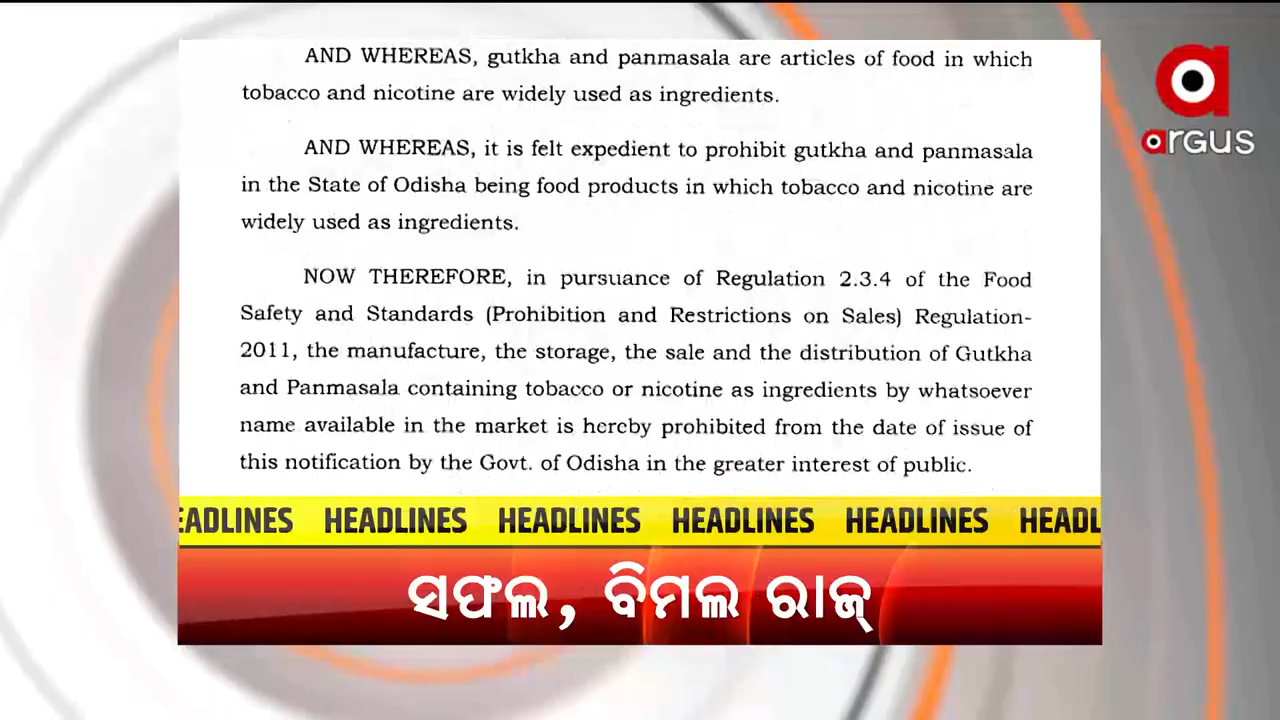 AND WHEREAS, gutkha and panmasala are articles of food in which
tobacco and nicotine are widely used as ingredients.
AND WHEREAS, it is felt expedient to prohibit gutkha and panmasala
in the State of Odisha being food products in which tobacco and nicotine are
widely used as ingredients.
NOW THEREFORE, in pursuance of Regulation 2.3.4 of the Food
Safety and Standards (Prohibition and Restrictions on Sales) Regulation-
2011, the manufacture, the storage, the sale and the distribution of Gutkha
and Panmasala containing tobacco or nicotine as ingredients by whatsoever
name available in the market is hereby prohibited from the date of issue of
this notification by the Govt. of Odisha in the greater interest of public.
argus
EADLINES HEADLINES HEADLINES HEADLINES HEADLINES HEADL
ସଫଲ, ବିମଲ ରାଜ୍